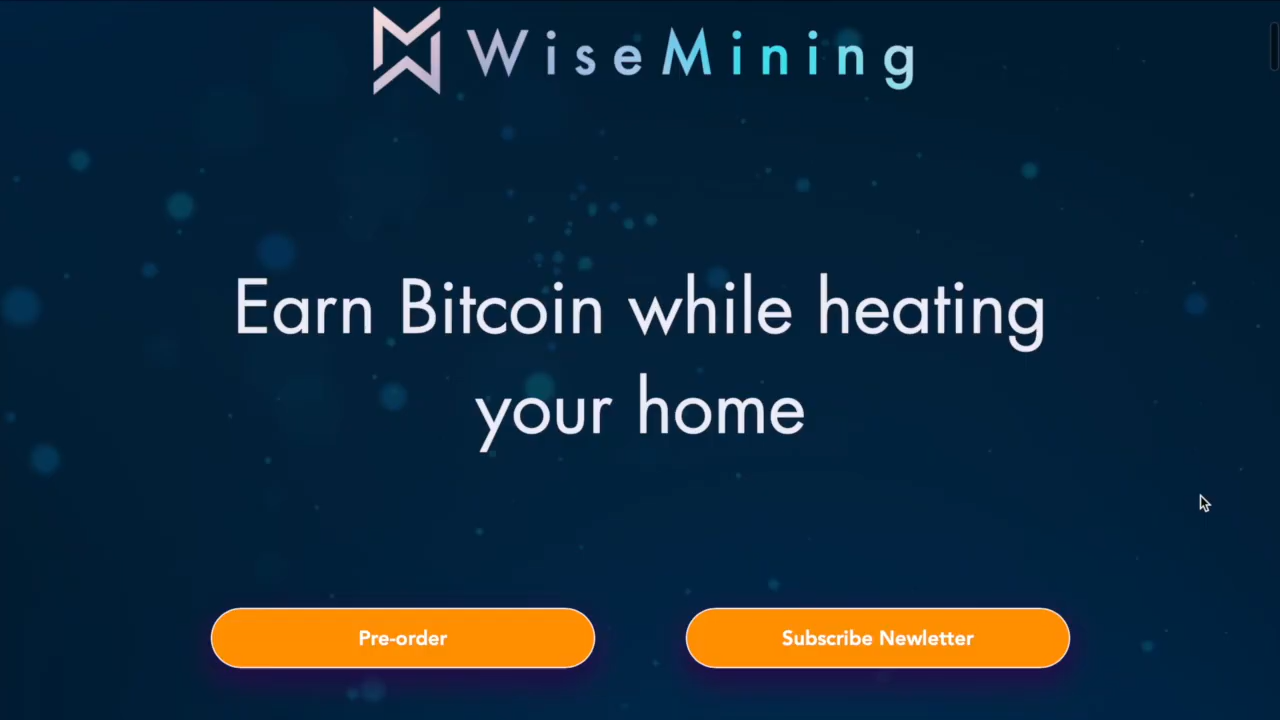 WiseMining
Earn Bitcoin while heating
your home
Pre-order
Subscribe Newletter